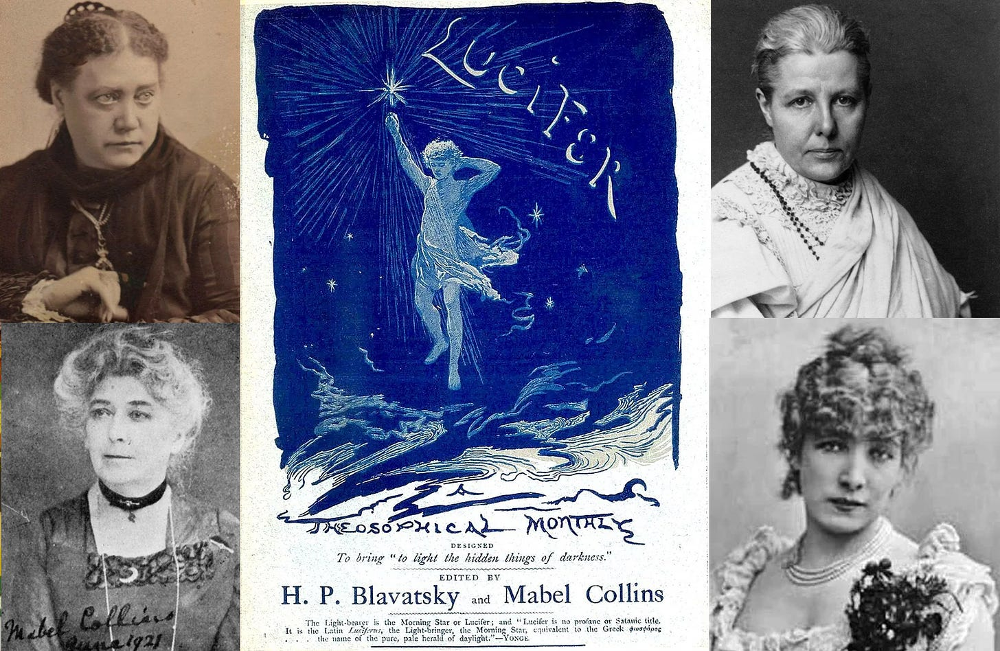 LUCIFER
A
THEOSOPHICAL MONTHLY
DESIGNED
To bring “to light the hidden things of darkness.”
EDITED BY
H. P. Blavatsky and Mabel Collins
The Light-bearer is the Morning Star or Lucifer; and “Lucifer is no profane or Satanic title.
It is the Latin Luciferus, the Light-bringer, the Morning Star, equivalent to the Greek φωσφόρος
. . . . the name of the pure, pale herald of daylight.”—YONGE
Mabel Collins
1921